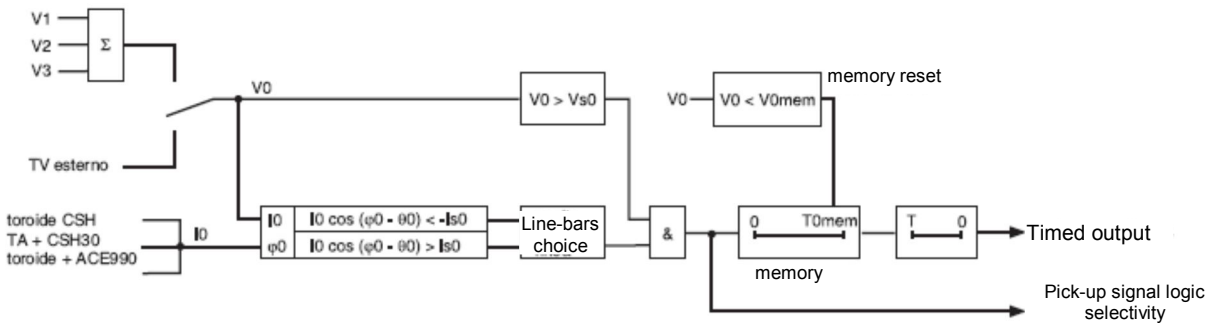 V1
V2
V3
Σ
V0
V0 > Vs0
V0
V0 < V0mem
memory reset
TV esterno
toroide CSH
TA + CSH30
toroide + ACE990
I0
I0
φ0
I0 cos (φ0 - θ0) < -Is0
I0 cos (φ0 - θ0) > Is0
Line-bars
choice
&
0 T0mem
memory
T 0
Timed output
Pick-up signal logic
selectivity